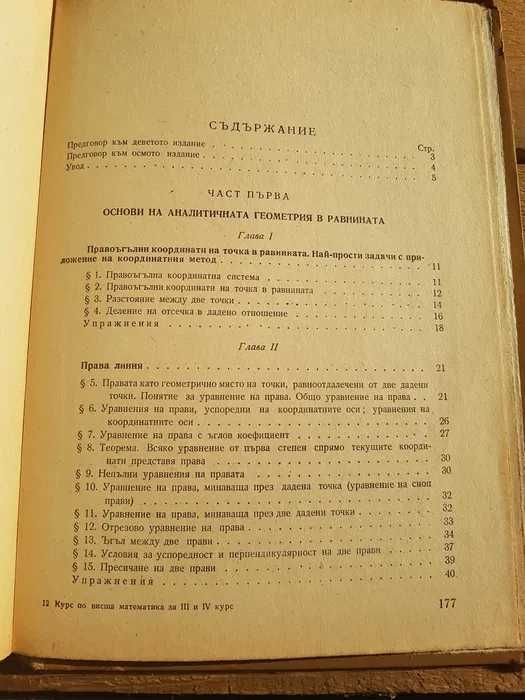 СЪДЪРЖАНИЕ
Стр.
Предговор към деветото издание . . . . . . . . . . . . . . . . 3
Предговор към осмото издание . . . . . . . . . . . . . . . . 4
Увод . . . . . . . . . . . . . . . . . . . . . . . . . . . . 5
ЧАСТ ПЪРВА
ОСНОВИ НА АНАЛИТИЧНАТА ГЕОМЕТРИЯ В РАВНИНАТА
Глава I
Правоъгълни координати на точка в равнината. Най-прости задачи с при-
ложение на координатния метод . . . . . . . . . . . . . . . 11
§ 1. Правоъгълна координатна система . . . . . . . . . . . . 11
§ 2. Правоъгълни координати на точка в равнината . . . . . . . 12
§ 3. Разстояние между две точки . . . . . . . . . . . . . . . 14
§ 4. Деление на отсечка в дадено отношение . . . . . . . . . . 16
Упражнения . . . . . . . . . . . . . . . . . . . . . . . . . 18
Глава II
Права линия . . . . . . . . . . . . . . . . . . . . . . . . 21
§ 5. Правата като геометрично място на точки, равноотдалечени от две дадени
точки. Понятие за уравнение на права. Общо уравнение на права . . 21
§ 6. Уравнения на прави, успоредни на координатните оси; уравнения на
координатните оси . . . . . . . . . . . . . . . . . . . . . 26
§ 7. Уравнение на права с ъглов коефициент . . . . . . . . . . 27
§ 8. Теорема. Всяко уравнение от първа степен спрямо текущите коорди-
нати представя права . . . . . . . . . . . . . . . . . . . . 30
§ 9. Непълни уравнения на правата . . . . . . . . . . . . . . 30
§ 10. Уравнение на права, минаваща през дадена точка (уравнение на сноп
прави) . . . . . . . . . . . . . . . . . . . . . . . . . . . 32
§ 11. Уравнение на права, минаваща през две дадени точки . . . . 32
§ 12. Отрезово уравнение на права . . . . . . . . . . . . . . 33
§ 13. Ъгъл между две прави . . . . . . . . . . . . . . . . . 34
§ 14. Условия за успоредност и перпендикулярност на две прави . . 37
§ 15. Пресичане на две прави . . . . . . . . . . . . . . . . 39
Упражнения . . . . . . . . . . . . . . . . . . . . . . . . . 40
12 Курс по висша математика за III и IV курс 177